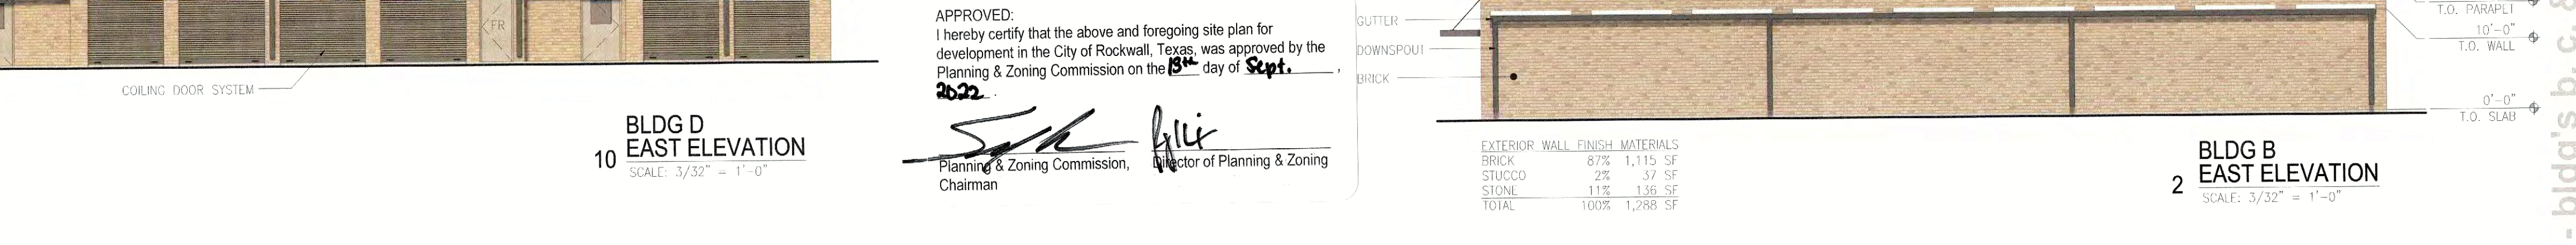 FR
COILING DOOR SYSTEM
10
BLDG D
EAST ELEVATION
SCALE: 3/32" = 1'-0"
APPROVED:
I hereby certify that the above and foregoing site plan for
development in the City of Rockwall, Texas, was approved by the
Planning & Zoning Commission on the 13th day of Sept. ,
2022 .
Planning & Zoning Commission,
Chairman
Director of Planning & Zoning
GUTTER
DOWNSPOUT
BRICK
EXTERIOR WALL FINISH MATERIALS
BRICK 87% 1,115 SF
STUCCO 2% 37 SF
STONE 11% 136 SF
TOTAL 100% 1,288 SF
T.O. PARAPET
10'-0"
T.O. WALL
0'-0"
T.O. SLAB
2
BLDG B
EAST ELEVATION
SCALE: 3/32" = 1'-0"